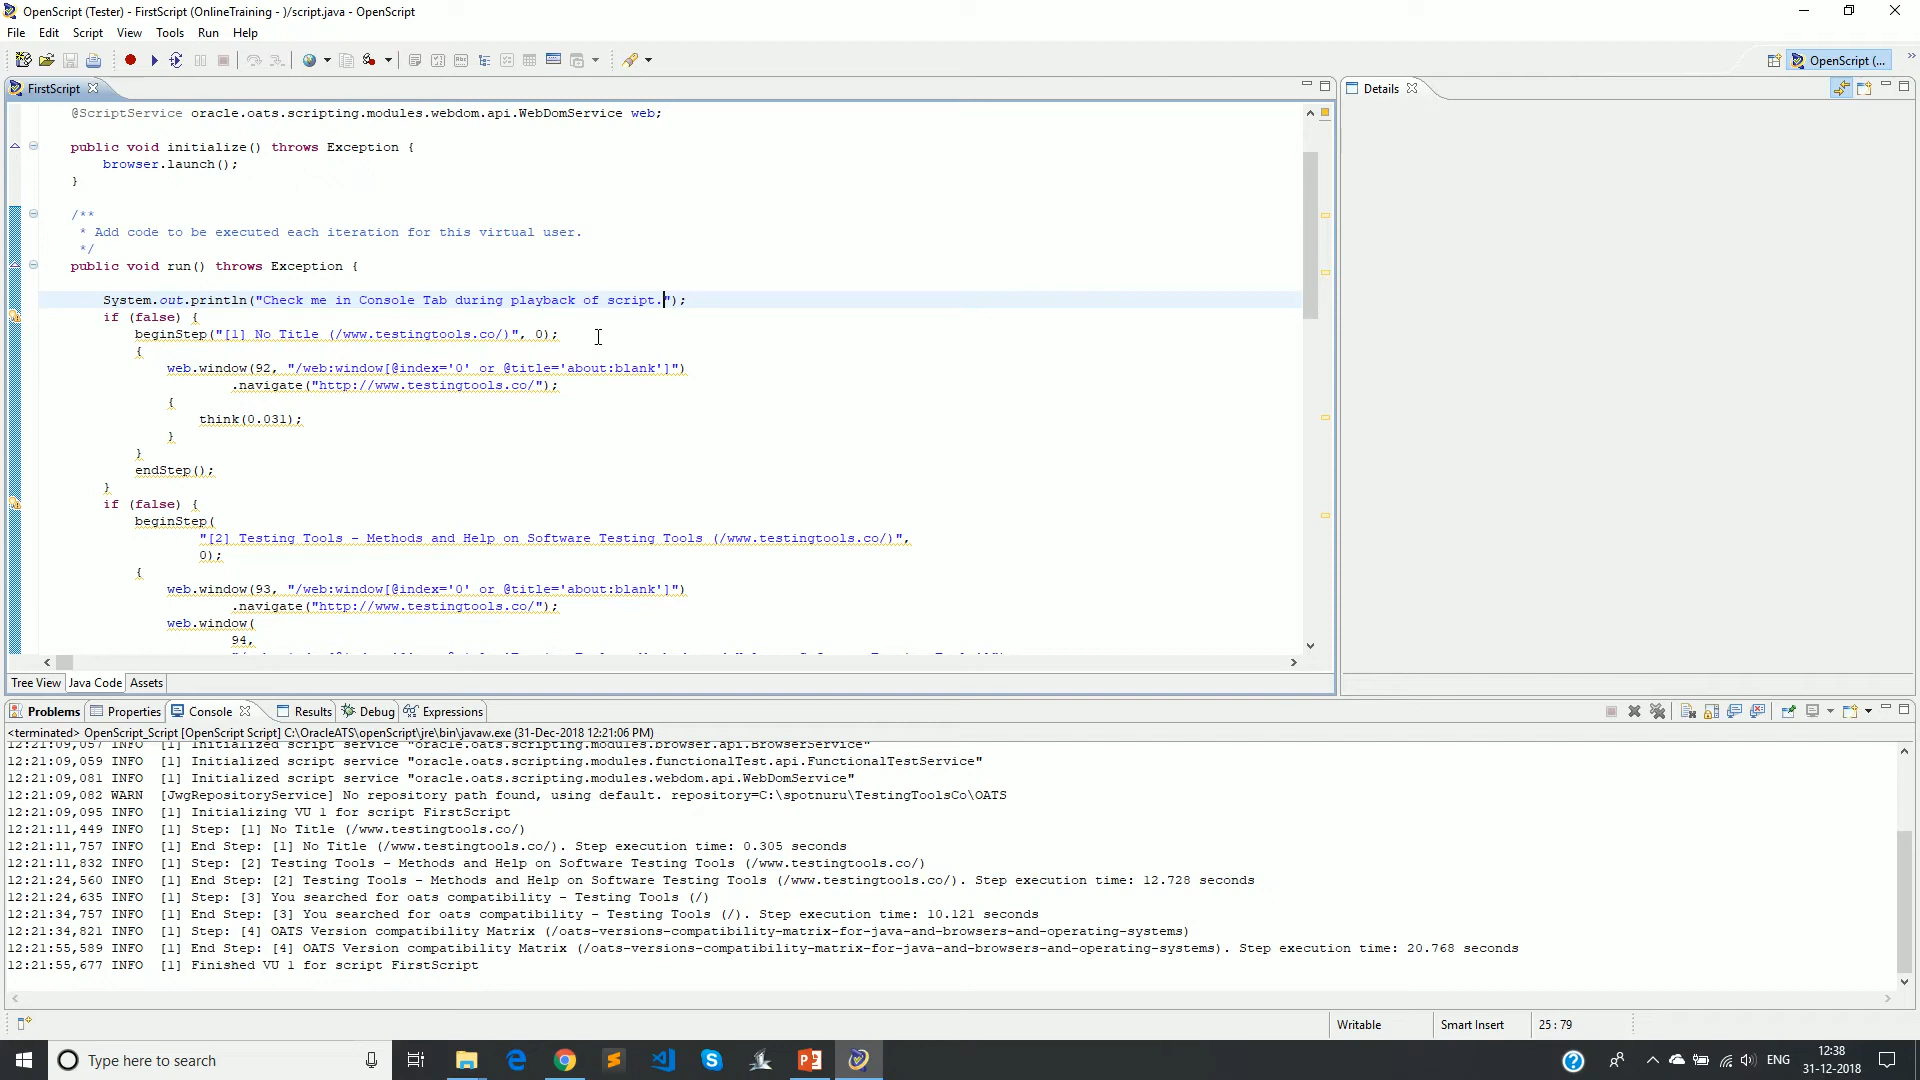 OpenScript (Tester) - FirstScript (OnlineTraining - )/script.java - OpenScript
File Edit Script View Tools Run Help
OpenScript (...
FirstScript
Details
@ScriptService oracle.oats.scripting.modules.webdom.api.WebDomService web;
public void initialize() throws Exception {
browser.launch();
}
/**
* Add code to be executed each iteration for this virtual user.
*/
public void run() throws Exception {
System.out.println("Check me in Console Tab during playback of script.");
if (false) {
beginStep("[1] No Title (/www.testingtools.co/)", 0);
{
web.window(92, "/web:window[@index='0' or @title='about:blank']")
.navigate("http://www.testingtools.co/");
{
think(0.031);
}
}
endStep();
}
if (false) {
beginStep(
"[2] Testing Tools - Methods and Help on Software Testing Tools (/www.testingtools.co/)",
0);
{
web.window(93, "/web:window[@index='0' or @title='about:blank']")
.navigate("http://www.testingtools.co/");
web.window(
94,
Tree View Java Code Assets
Problems Properties Console Results Debug Expressions
<terminated> OpenScript_Script [OpenScript Script] C:\OracleATS\openScript\jre\bin\javaw.exe (31-Dec-2018 12:21:06 PM)
12:21:09,057 INFO [1] Initialized script service "oracle.oats.scripting.modules.browser.api.BrowserService"
12:21:09,059 INFO [1] Initialized script service "oracle.oats.scripting.modules.functionalTest.api.FunctionalTestService"
12:21:09,081 INFO [1] Initialized script service "oracle.oats.scripting.modules.webdom.api.WebDomService"
12:21:09,082 WARN [JwgRepositoryService] No repository path found, using default. repository=C:\spotnuru\TestingToolsCo\OATS
12:21:09,095 INFO [1] Initializing VU 1 for script FirstScript
12:21:11,449 INFO [1] Step: [1] No Title (/www.testingtools.co/)
12:21:11,757 INFO [1] End Step: [1] No Title (/www.testingtools.co/). Step execution time: 0.305 seconds
12:21:11,832 INFO [1] Step: [2] Testing Tools - Methods and Help on Software Testing Tools (/www.testingtools.co/)
12:21:24,560 INFO [1] End Step: [2] Testing Tools - Methods and Help on Software Testing Tools (/www.testingtools.co/). Step execution time: 12.728 seconds
12:21:24,635 INFO [1] Step: [3] You searched for oats compatibility - Testing Tools (/)
12:21:34,757 INFO [1] End Step: [3] You searched for oats compatibility - Testing Tools (/). Step execution time: 10.121 seconds
12:21:34,821 INFO [1] Step: [4] OATS Version compatibility Matrix (/oats-versions-compatibility-matrix-for-java-and-browsers-and-operating-systems)
12:21:55,589 INFO [1] End Step: [4] OATS Version compatibility Matrix (/oats-versions-compatibility-matrix-for-java-and-browsers-and-operating-systems). Step execution time: 20.768 seconds
12:21:55,677 INFO [1] Finished VU 1 for script FirstScript
Writable Smart Insert 25 : 79
Type here to search
ENG
12:38
31-12-2018